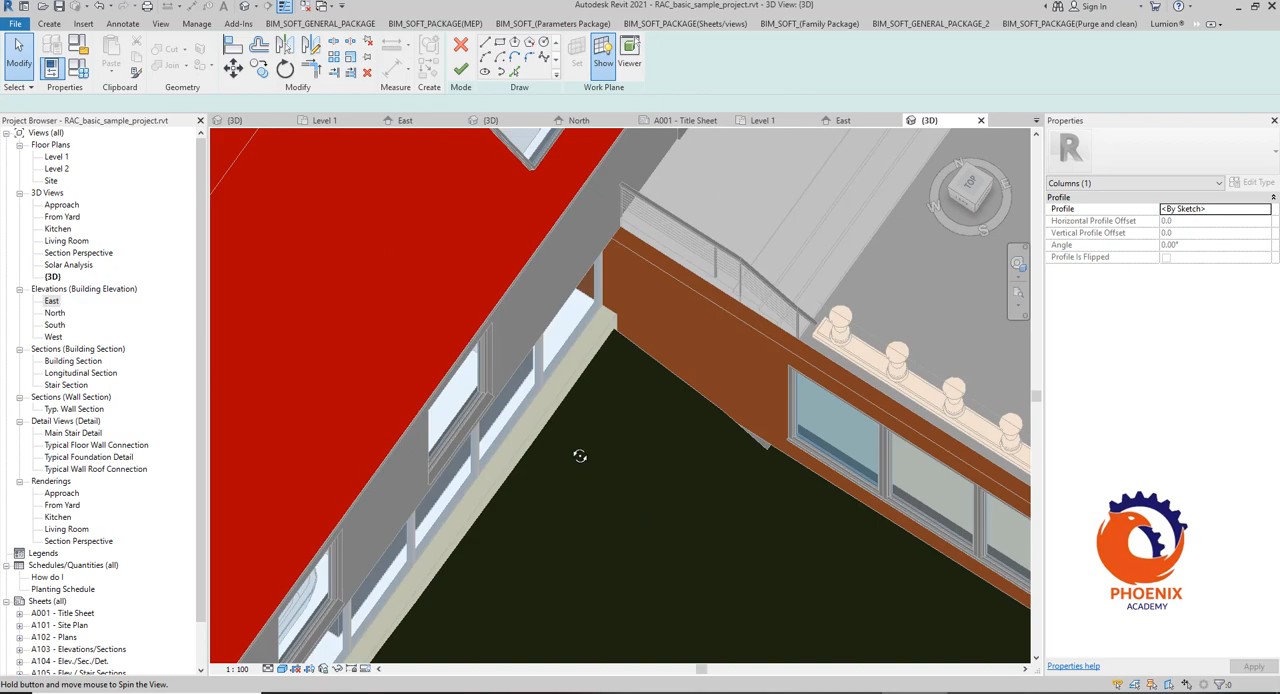 Autodesk Revit 2021 - RAC_basic_sample_project.rvt - 3D View: {3D}
Sign In
File
Create
Insert
Annotate
View
Manage
Add-Ins
BIM_SOFT_GENERAL_PACKAGE
BIM_SOFT_PACKAGE(MEP)
BIM_SOFT_(Parameters Package)
BIM_SOFT_PACKAGE(Sheets/views)
BIM_SOFT_(Family Package)
BIM_SOFT_GENERAL_PACKAGE_2
BIM_SOFT_PACKAGE(Purge and clean)
Lumion®
Modify
Paste
Cut
Join
Set
Show
Viewer
Select
Properties
Clipboard
Geometry
Modify
Measure
Create
Mode
Draw
Work Plane
Project Browser - RAC_basic_sample_project.rvt
{3D}
Level 1
East
{3D}
North
A001 - Title Sheet
Level 1
East
{3D}
Properties
Views (all)
Floor Plans
Level 1
Level 2
Site
3D Views
Approach
From Yard
Kitchen
Living Room
Section Perspective
Solar Analysis
{3D}
Elevations (Building Elevation)
East
North
South
West
Sections (Building Section)
Building Section
Longitudinal Section
Stair Section
Sections (Wall Section)
Typ. Wall Section
Detail Views (Detail)
Main Stair Detail
Typical Floor Wall Connection
Typical Foundation Detail
Typical Wall Roof Connection
Renderings
Approach
From Yard
Kitchen
Living Room
Section Perspective
Legends
Schedules/Quantities (all)
How do I
Planting Schedule
Sheets (all)
A001 - Title Sheet
A101 - Site Plan
A102 - Plans
A103 - Elevations/Sections
A104 - Elev./Sec./Det.
A105 - Elev. / Stair Sections
TOP
N
E
S
W
R
Columns (1)
Edit Type
Profile
Profile
<By Sketch>
Horizontal Profile Offset
0.0
Vertical Profile Offset
0.0
Angle
0.00°
Profile Is Flipped
PHOENIX
ACADEMY
Properties help
Apply
1 : 100
Hold button and move mouse to Spin the View.
:0